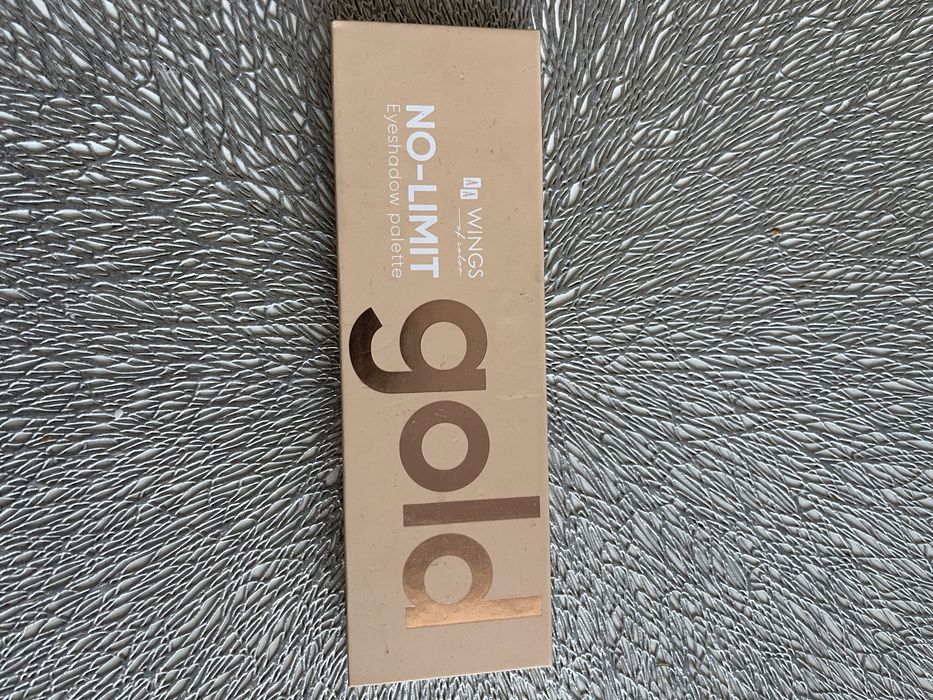 AA WINGS
of color
NO-LIMIT
Eyeshadow palette
gold